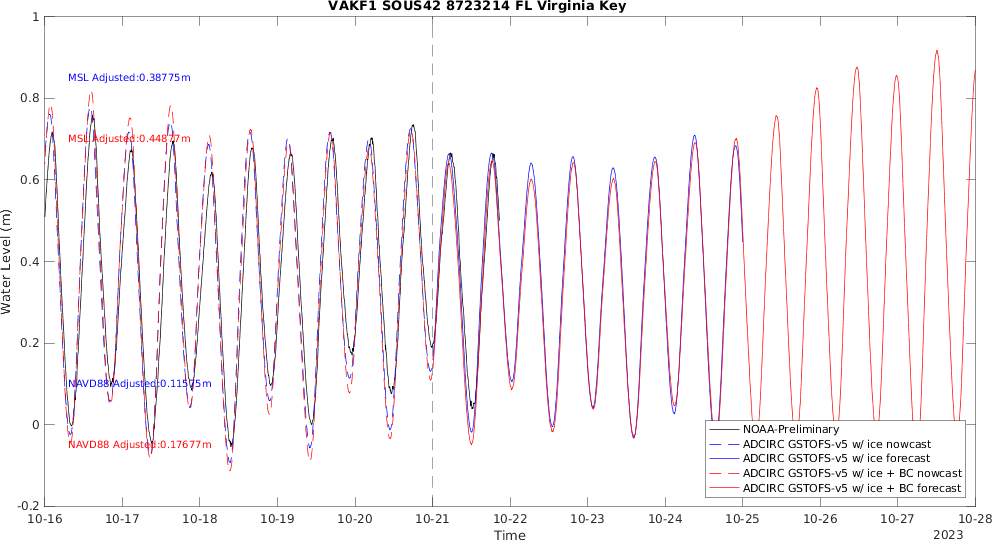 VAKF1 SOUS42 8723214 FL Virginia Key
1
0.8
0.6
0.4
0.2
0
-0.2
Water Level (m)
MSL Adjusted:0.38775m
MSL Adjusted:0.44877m
NAVD88 Adjusted:0.11575m
NAVD88 Adjusted:0.17677m
NOAA-Preliminary
ADCIRC GSTOFS-v5 w/ ice nowcast
ADCIRC GSTOFS-v5 w/ ice forecast
ADCIRC GSTOFS-v5 w/ ice + BC nowcast
ADCIRC GSTOFS-v5 w/ ice + BC forecast
10-16 10-17 10-18 10-19 10-20 10-21 10-22 10-23 10-24 10-25 10-26 10-27 10-28
Time
2023